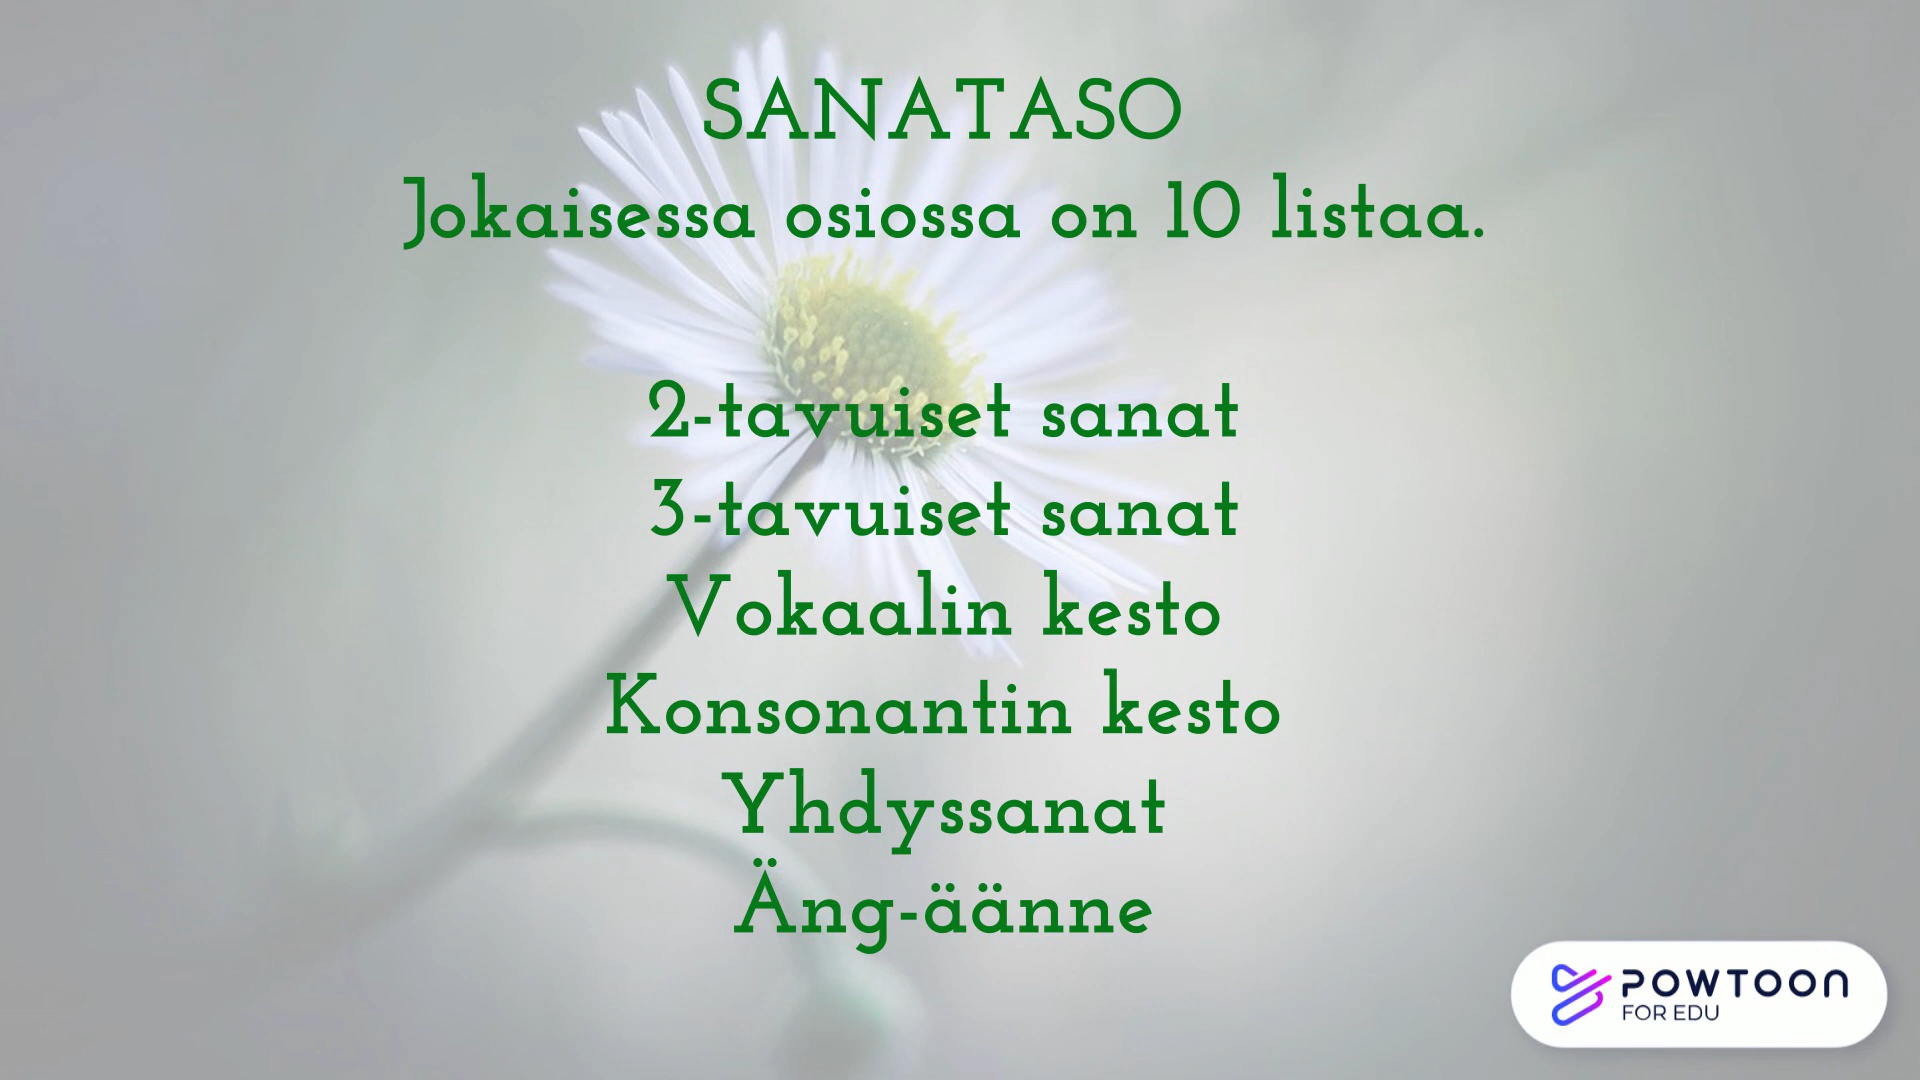 SANATASO
Jokaisessa osiossa on 10 listaa.
2-tavuiset sanat
3-tavuiset sanat
Vokaalin kesto
Konsonantin kesto
Yhdyssanat
Äng-äänne
POWTOON
FOR EDU